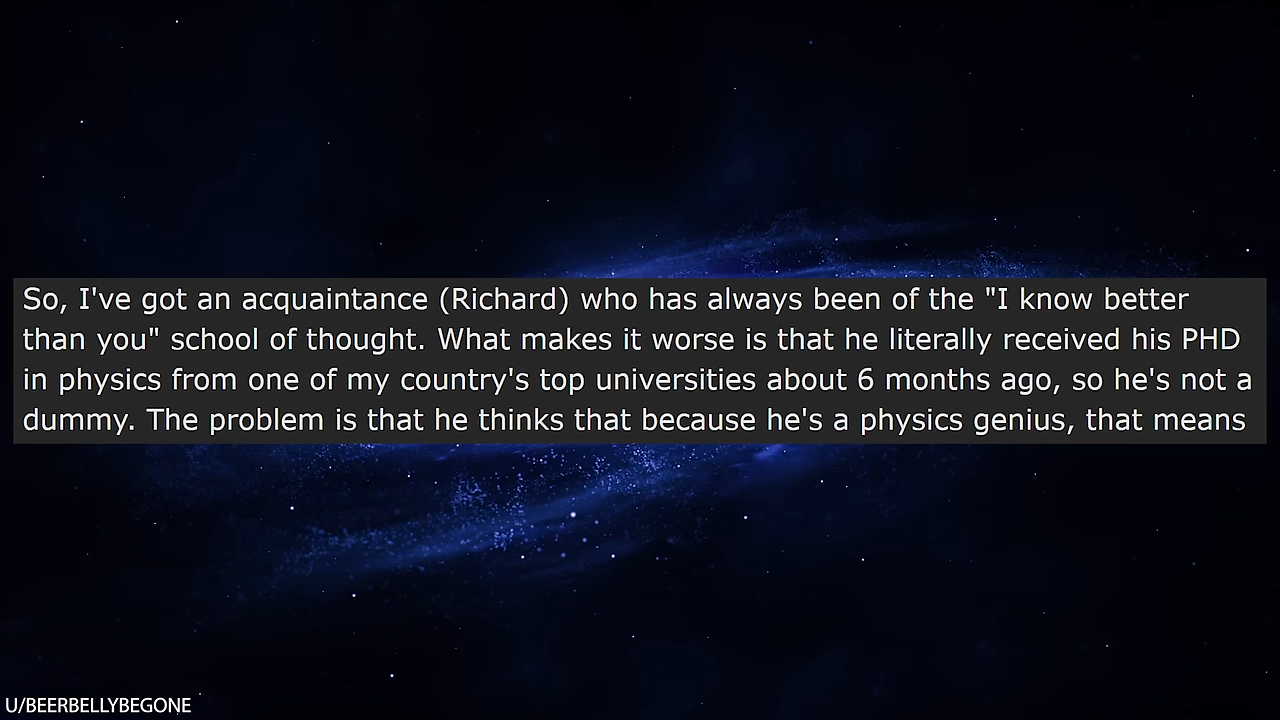 So, I've got an acquaintance (Richard) who has always been of the "I know better
than you" school of thought. What makes it worse is that he literally received his PHD
in physics from one of my country's top universities about 6 months ago, so he's not a
dummy. The problem is that he thinks that because he's a physics genius, that means
U/BEERBELLYBEGONE